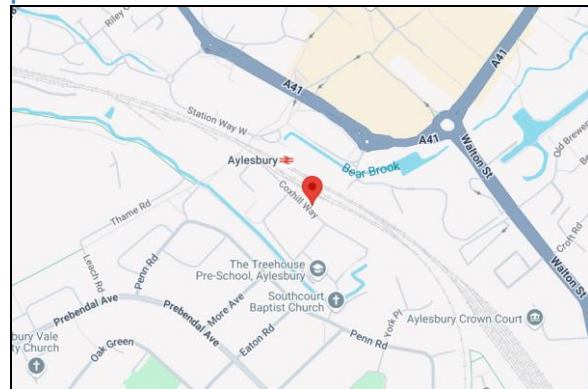 Riley C
A41
Station Way W
A41
A41
Old Brewer
Walton St
Aylesbury
Bear Brook
Coxhill Way
Thame Rd
Croft Rd
Leach Rd
Penn Rd
The Treehouse
Pre-School, Aylesbury
Walton St
Southcourt
Baptist Church
Prebendal Ave
More Ave
Prebendal Ave
York Pl
Aylesbury Crown Court
Penn Rd
Eaton Rd
bury Vale
ty Church
Oak Green